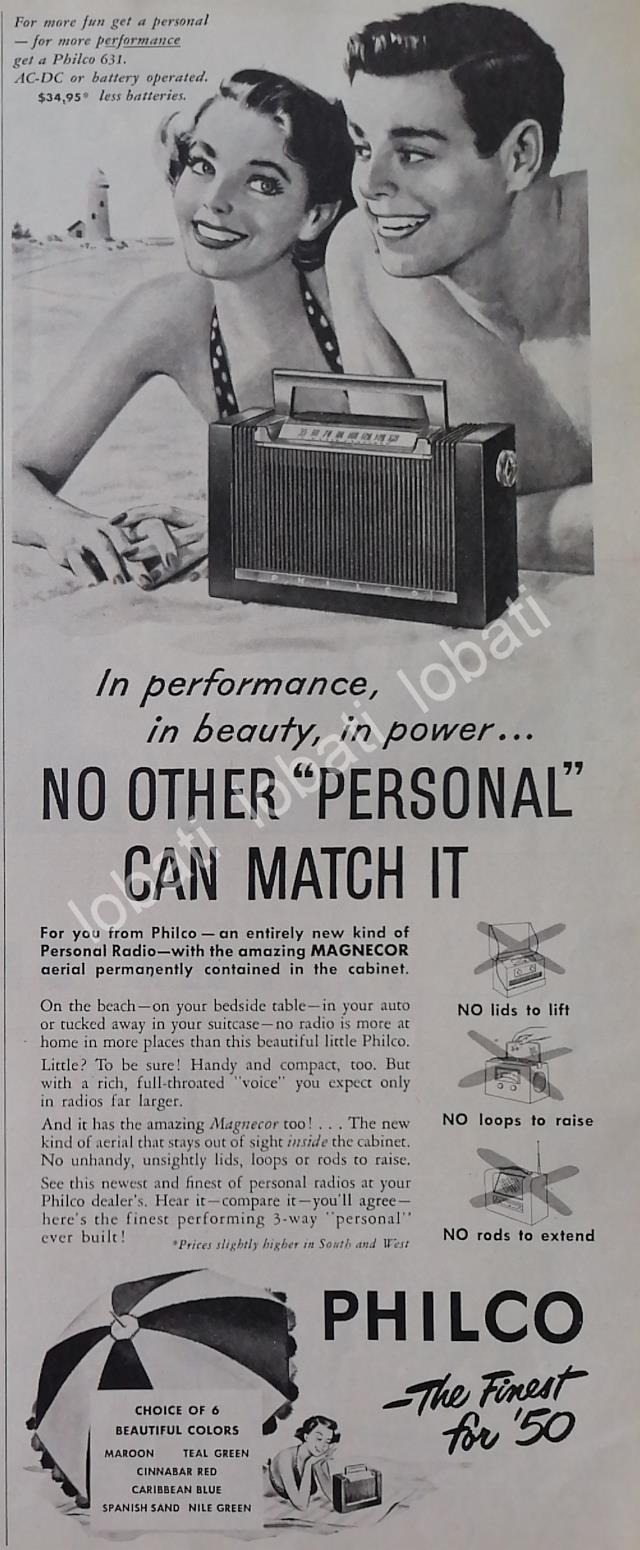 For more fun get a personal
— for more performance
get a Philco 631.
AC-DC or battery operated.
$34,95* less batteries.
PHILCO
In performance,
in beauty, in power...
NO OTHER "PERSONAL"
CAN MATCH IT
lobati lobati lobati
For you from Philco — an entirely new kind of
Personal Radio—with the amazing MAGNECOR
aerial permanently contained in the cabinet.
On the beach—on your bedside table—in your auto
or tucked away in your suitcase—no radio is more at
home in more places than this beautiful little Philco.
Little? To be sure! Handy and compact, too. But
with a rich, full-throated "voice" you expect only
in radios far larger.
And it has the amazing Magnecor too! . . . The new
kind of aerial that stays out of sight inside the cabinet.
No unhandy, unsightly lids, loops or rods to raise.
See this newest and finest of personal radios at your
Philco dealer's. Hear it—compare it—you'll agree—
here's the finest performing 3-way "personal"
ever built!
*Prices slightly higher in South and West
NO lids to lift
NO loops to raise
NO rods to extend
PHILCO
—The Finest
for '50
CHOICE OF 6
BEAUTIFUL COLORS
MAROON TEAL GREEN
CINNABAR RED
CARIBBEAN BLUE
SPANISH SAND NILE GREEN